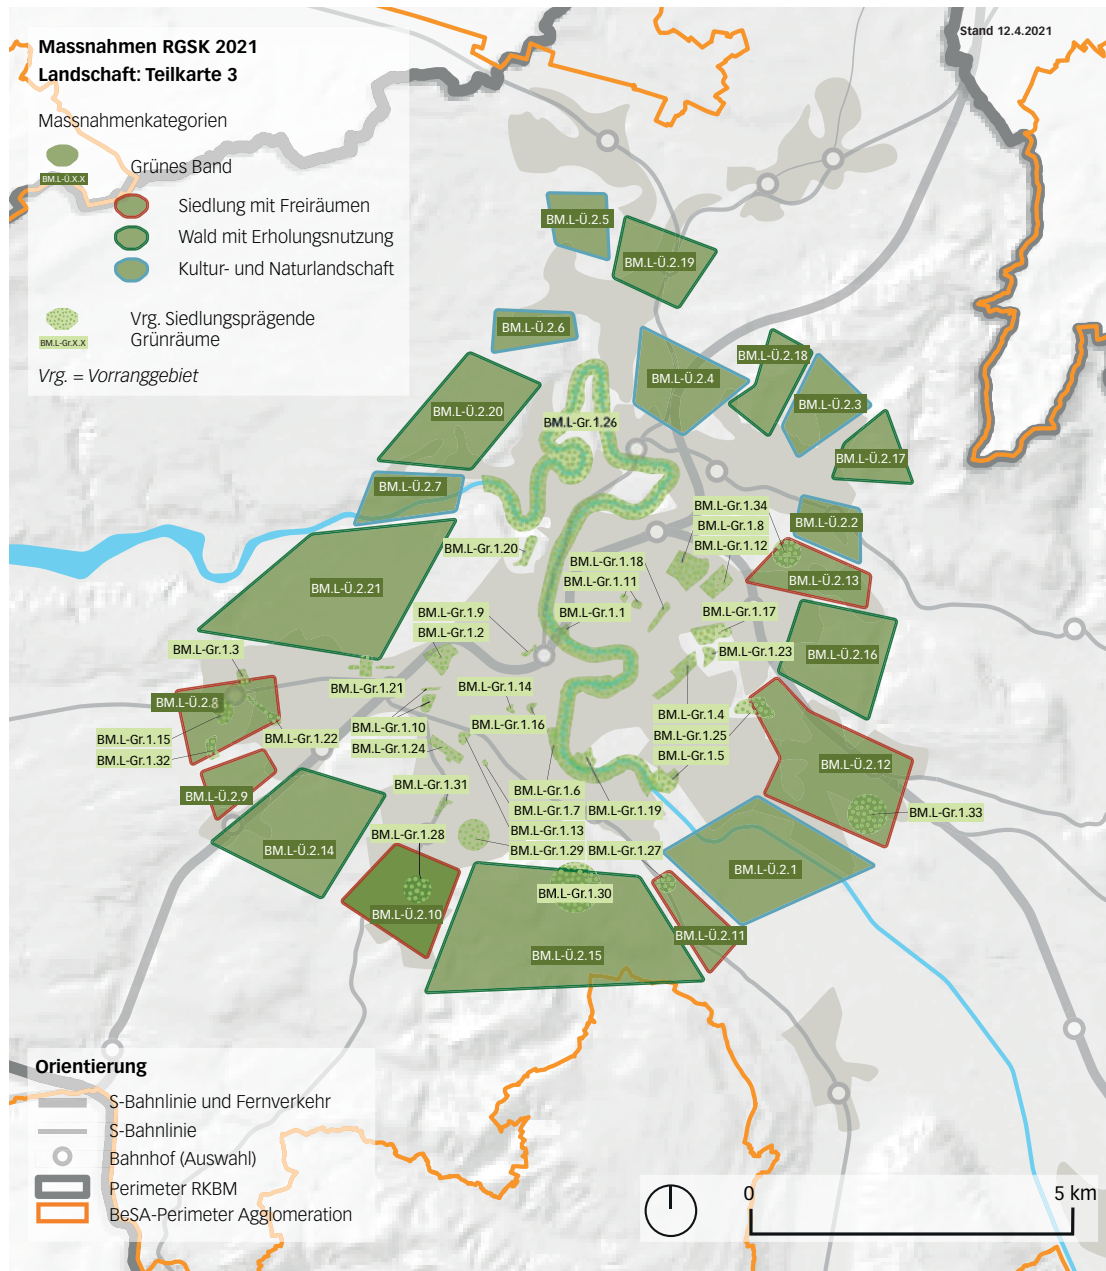 Massnahmen RGSK 2021
Landschaft: Teilkarte 3
Stand 12.4.2021
Massnahmenkategorien
BM.L-Ü.X.X
Grünes Band
Siedlung mit Freiräumen
Wald mit Erholungsnutzung
Kultur- und Naturlandschaft
BM.L-Gr.X.X
Vrg. Siedlungsprägende
Grünräume
Vrg. = Vorranggebiet
BM.L-Ü.2.5
BM.L-Ü.2.19
BM.L-Ü.2.6
BM.L-Ü.2.18
BM.L-Ü.2.4
BM.L-Ü.2.3
BM.L-Ü.2.20
BM.L-Gr.1.26
BM.L-Ü.2.17
BM.L-Ü.2.7
BM.L-Gr.1.34
BM.L-Gr.1.8
BM.L-Ü.2.2
BM.L-Gr.1.12
BM.L-Gr.1.20
BM.L-Gr.1.18
BM.L-Gr.1.11
BM.L-Ü.2.13
BM.L-Ü.2.21
BM.L-Gr.1.9
BM.L-Gr.1.1
BM.L-Gr.1.17
BM.L-Gr.1.2
BM.L-Gr.1.3
BM.L-Gr.1.23
BM.L-Ü.2.16
BM.L-Gr.1.21
BM.L-Gr.1.14
BM.L-Ü.2.8
BM.L-Gr.1.4
BM.L-Gr.1.10
BM.L-Gr.1.16
BM.L-Gr.1.15
BM.L-Gr.1.22
BM.L-Gr.1.25
BM.L-Gr.1.24
BM.L-Gr.1.32
BM.L-Gr.1.5
BM.L-Ü.2.12
BM.L-Gr.1.31
BM.L-Ü.2.9
BM.L-Gr.1.6
BM.L-Gr.1.7
BM.L-Gr.1.19
BM.L-Gr.1.33
BM.L-Gr.1.13
BM.L-Gr.1.28
BM.L-Ü.2.14
BM.L-Gr.1.29
BM.L-Gr.1.27
BM.L-Ü.2.1
BM.L-Gr.1.30
BM.L-Ü.2.10
BM.L-Ü.2.11
BM.L-Ü.2.15
Orientierung
S-Bahnlinie und Fernverkehr
S-Bahnlinie
Bahnhof (Auswahl)
Perimeter RKBM
BeSA-Perimeter Agglomeration
0
5 km